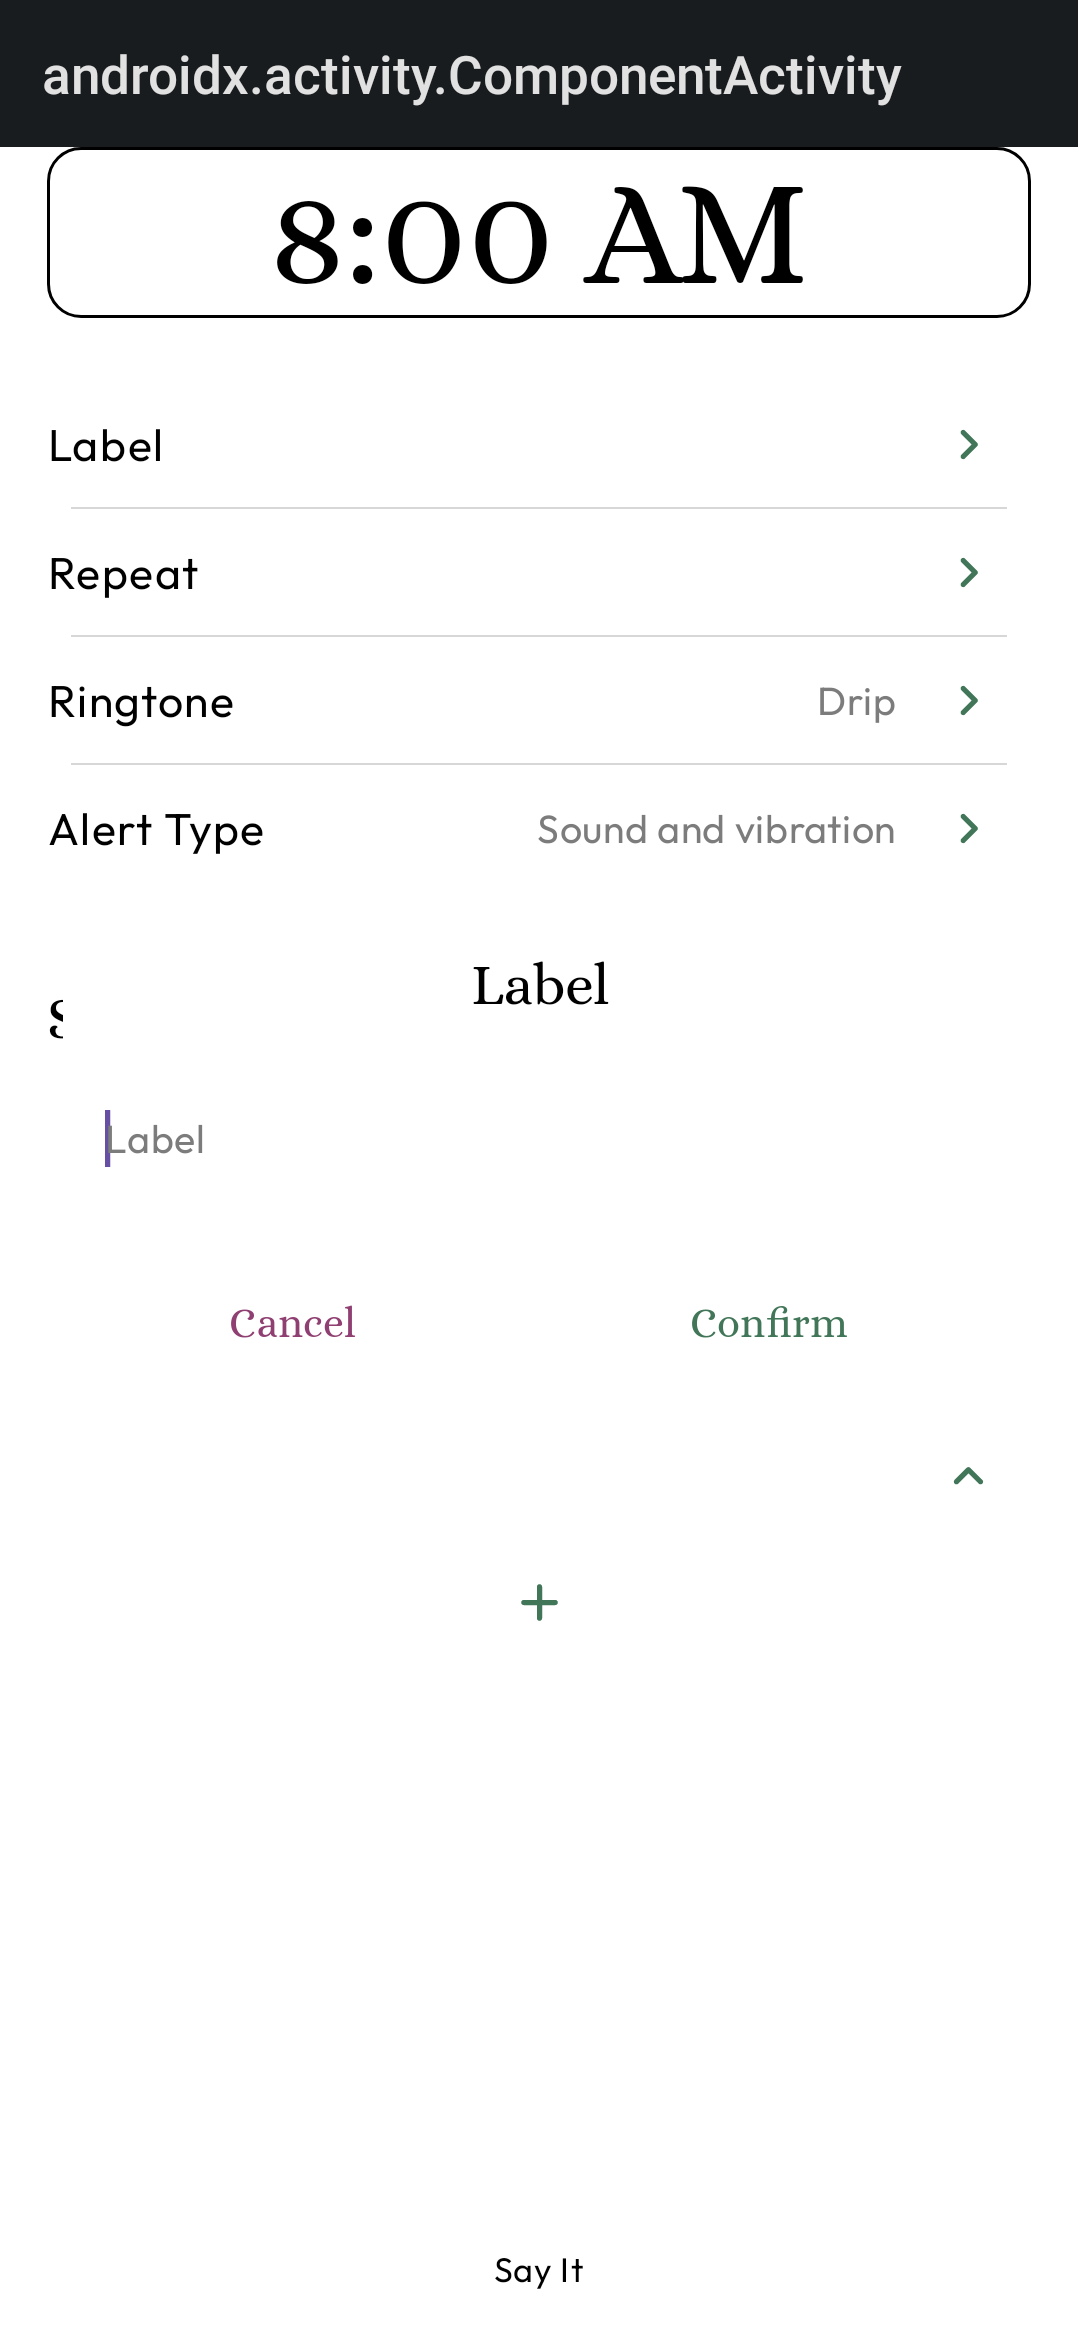 androidx.activity.ComponentActivity
8:00 AM
Label
Repeat
Ringtone Drip
Alert Type Sound and vibration
Label
Label
Cancel Confirm
Say It